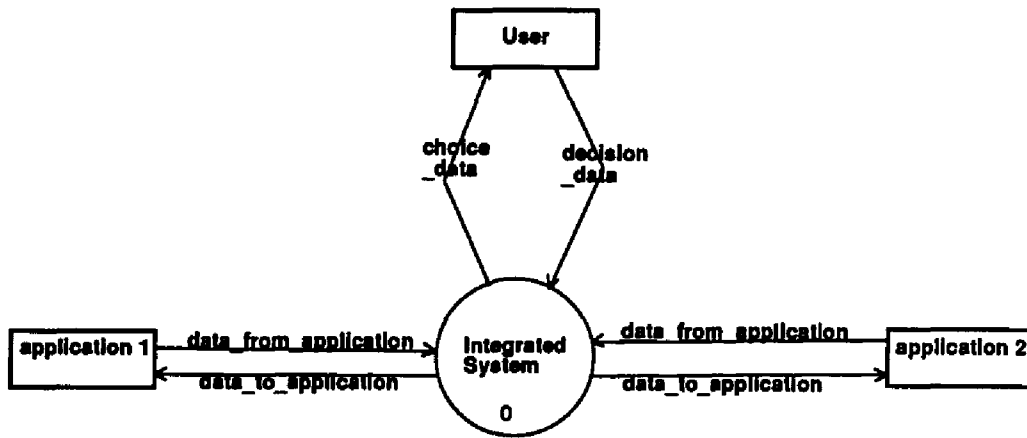 User
choice
_data
decision
_data
application 1
data_from_application
data_to_application
Integrated
System
0
data_from_application
data_to_application
application 2